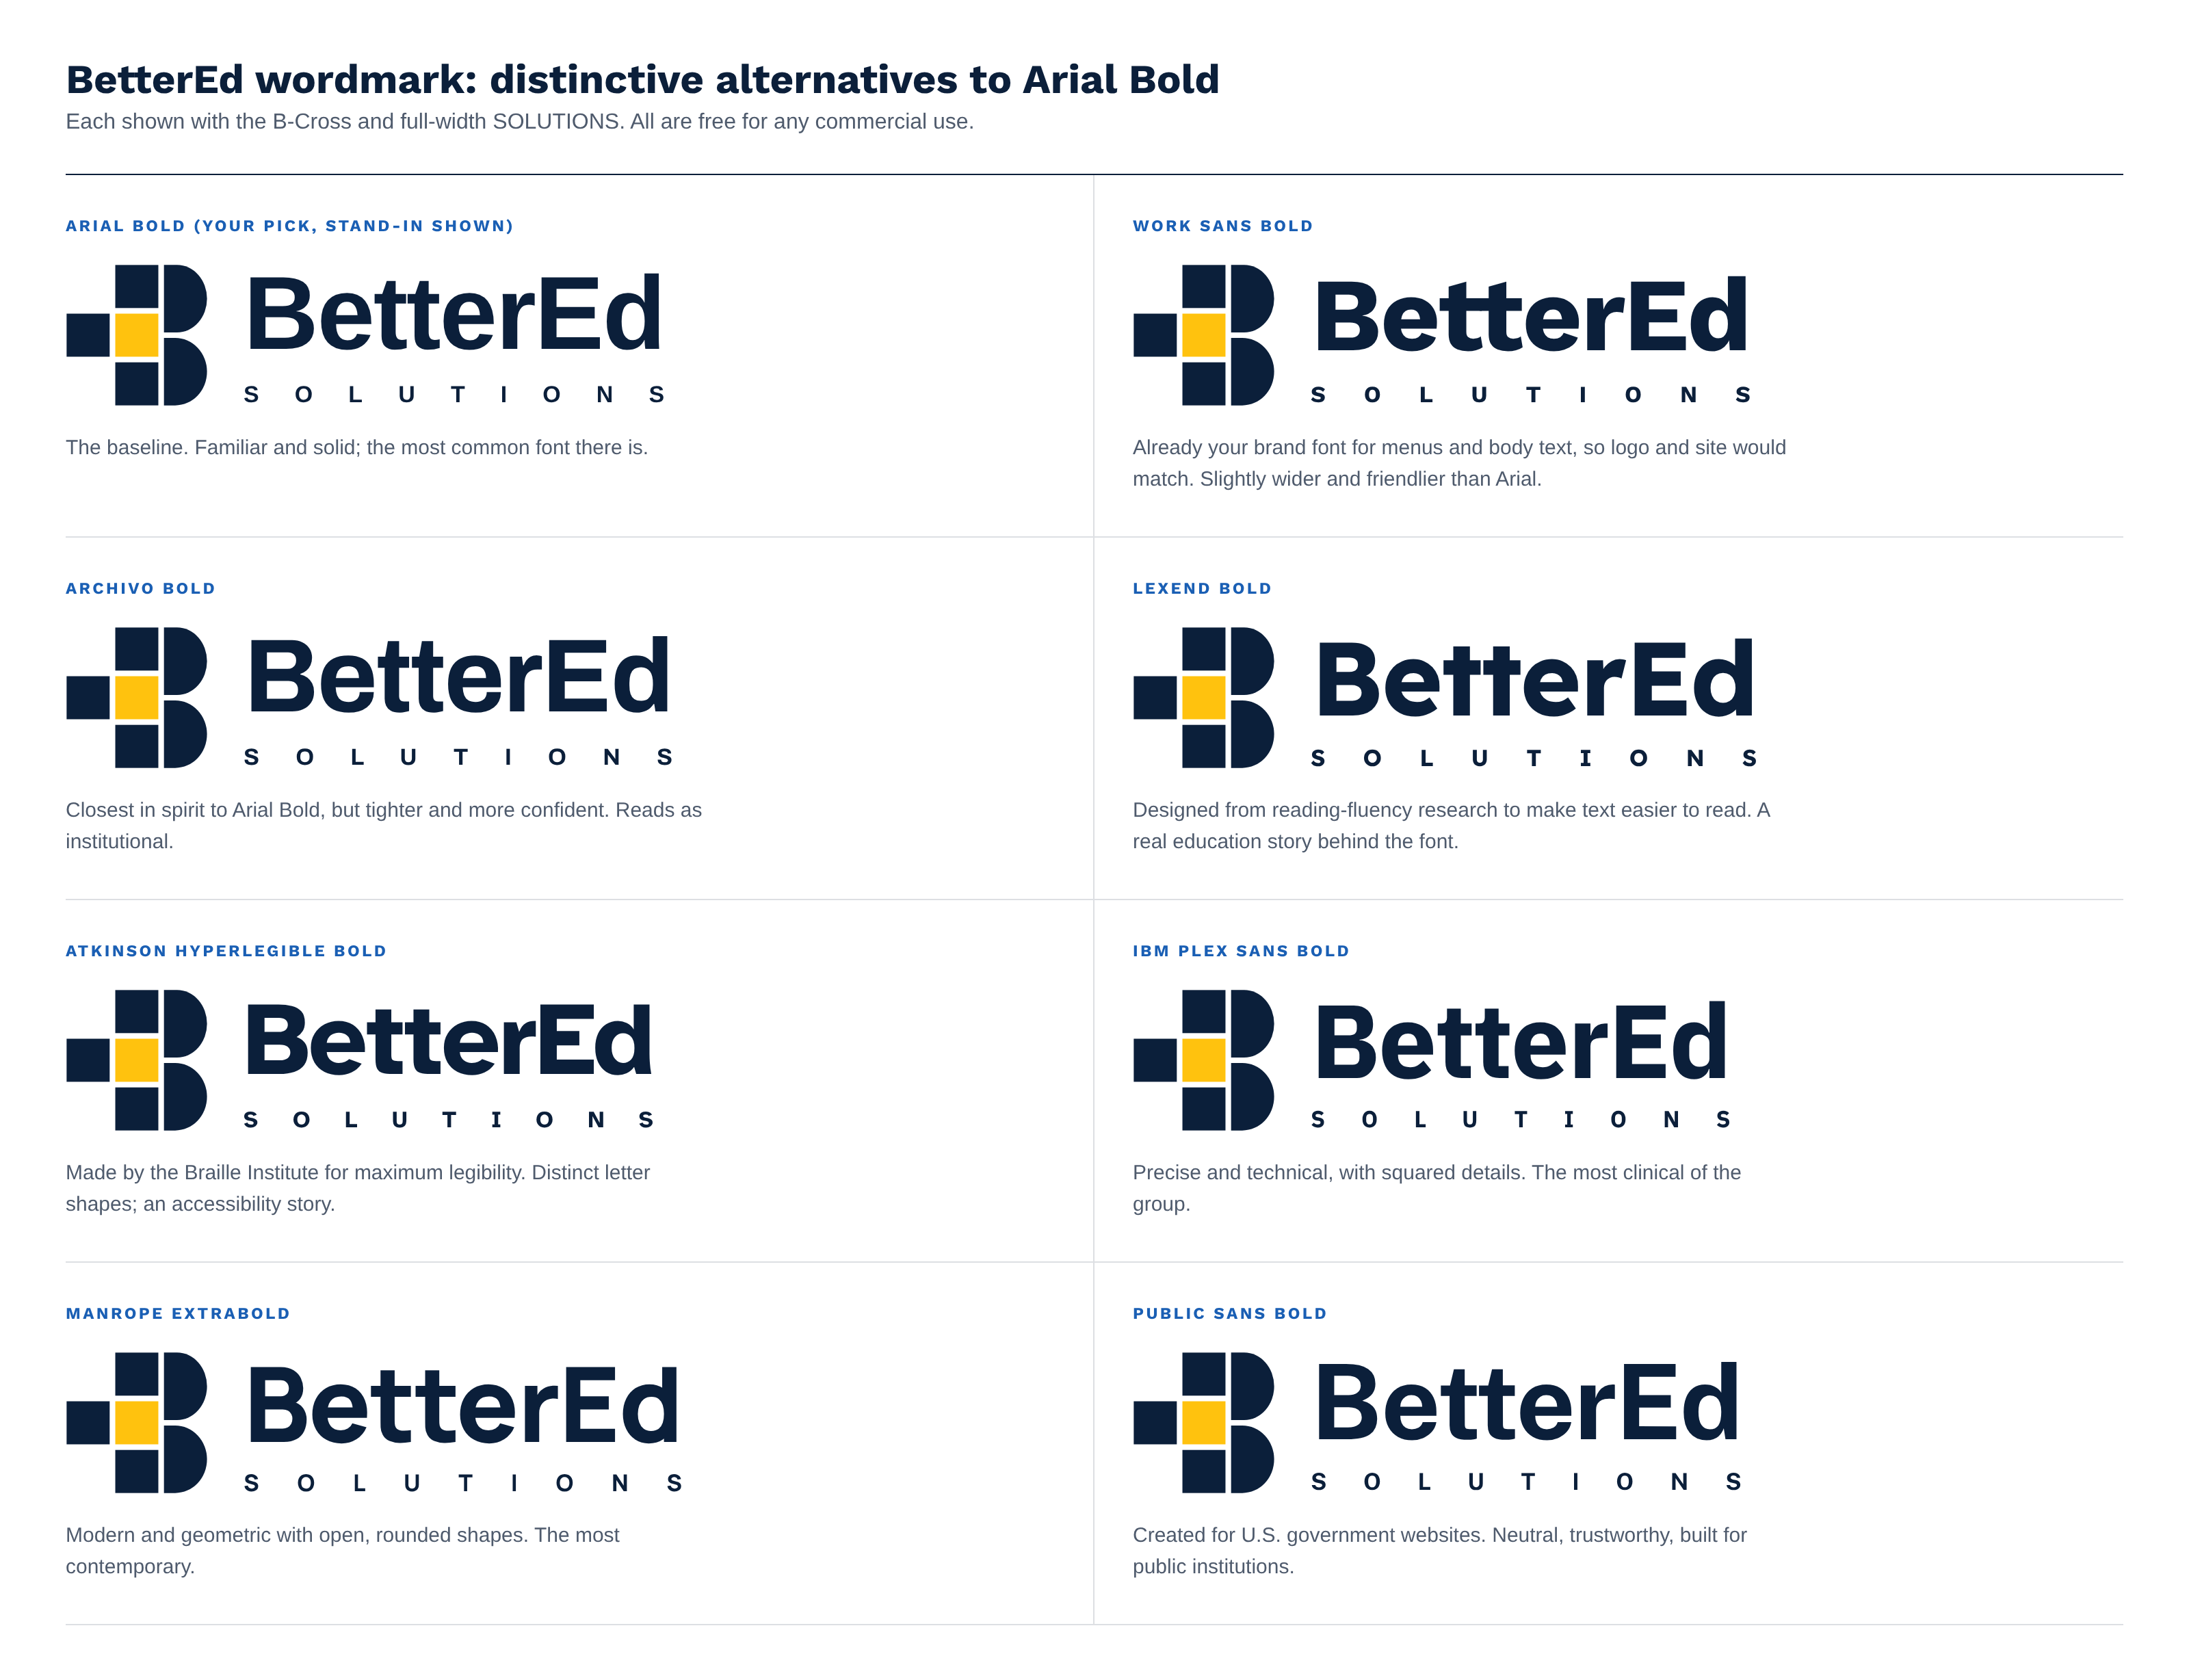 BetterEd wordmark: distinctive alternatives to Arial Bold
Each shown with the B-Cross and full-width SOLUTIONS. All are free for any commercial use.
ARIAL BOLD (YOUR PICK, STAND-IN SHOWN)
BetterEd
SOLUTIONS
The baseline. Familiar and solid; the most common font there is.
WORK SANS BOLD
BetterEd
SOLUTIONS
Already your brand font for menus and body text, so logo and site would
match. Slightly wider and friendlier than Arial.
ARCHIVO BOLD
BetterEd
SOLUTIONS
Closest in spirit to Arial Bold, but tighter and more confident. Reads as
institutional.
LEXEND BOLD
BetterEd
SOLUTIONS
Designed from reading-fluency research to make text easier to read. A
real education story behind the font.
ATKINSON HYPERLEGIBLE BOLD
BetterEd
SOLUTIONS
Made by the Braille Institute for maximum legibility. Distinct letter
shapes; an accessibility story.
IBM PLEX SANS BOLD
BetterEd
SOLUTIONS
Precise and technical, with squared details. The most clinical of the
group.
MANROPE EXTRABOLD
BetterEd
SOLUTIONS
Modern and geometric with open, rounded shapes. The most
contemporary.
PUBLIC SANS BOLD
BetterEd
SOLUTIONS
Created for U.S. government websites. Neutral, trustworthy, built for
public institutions.